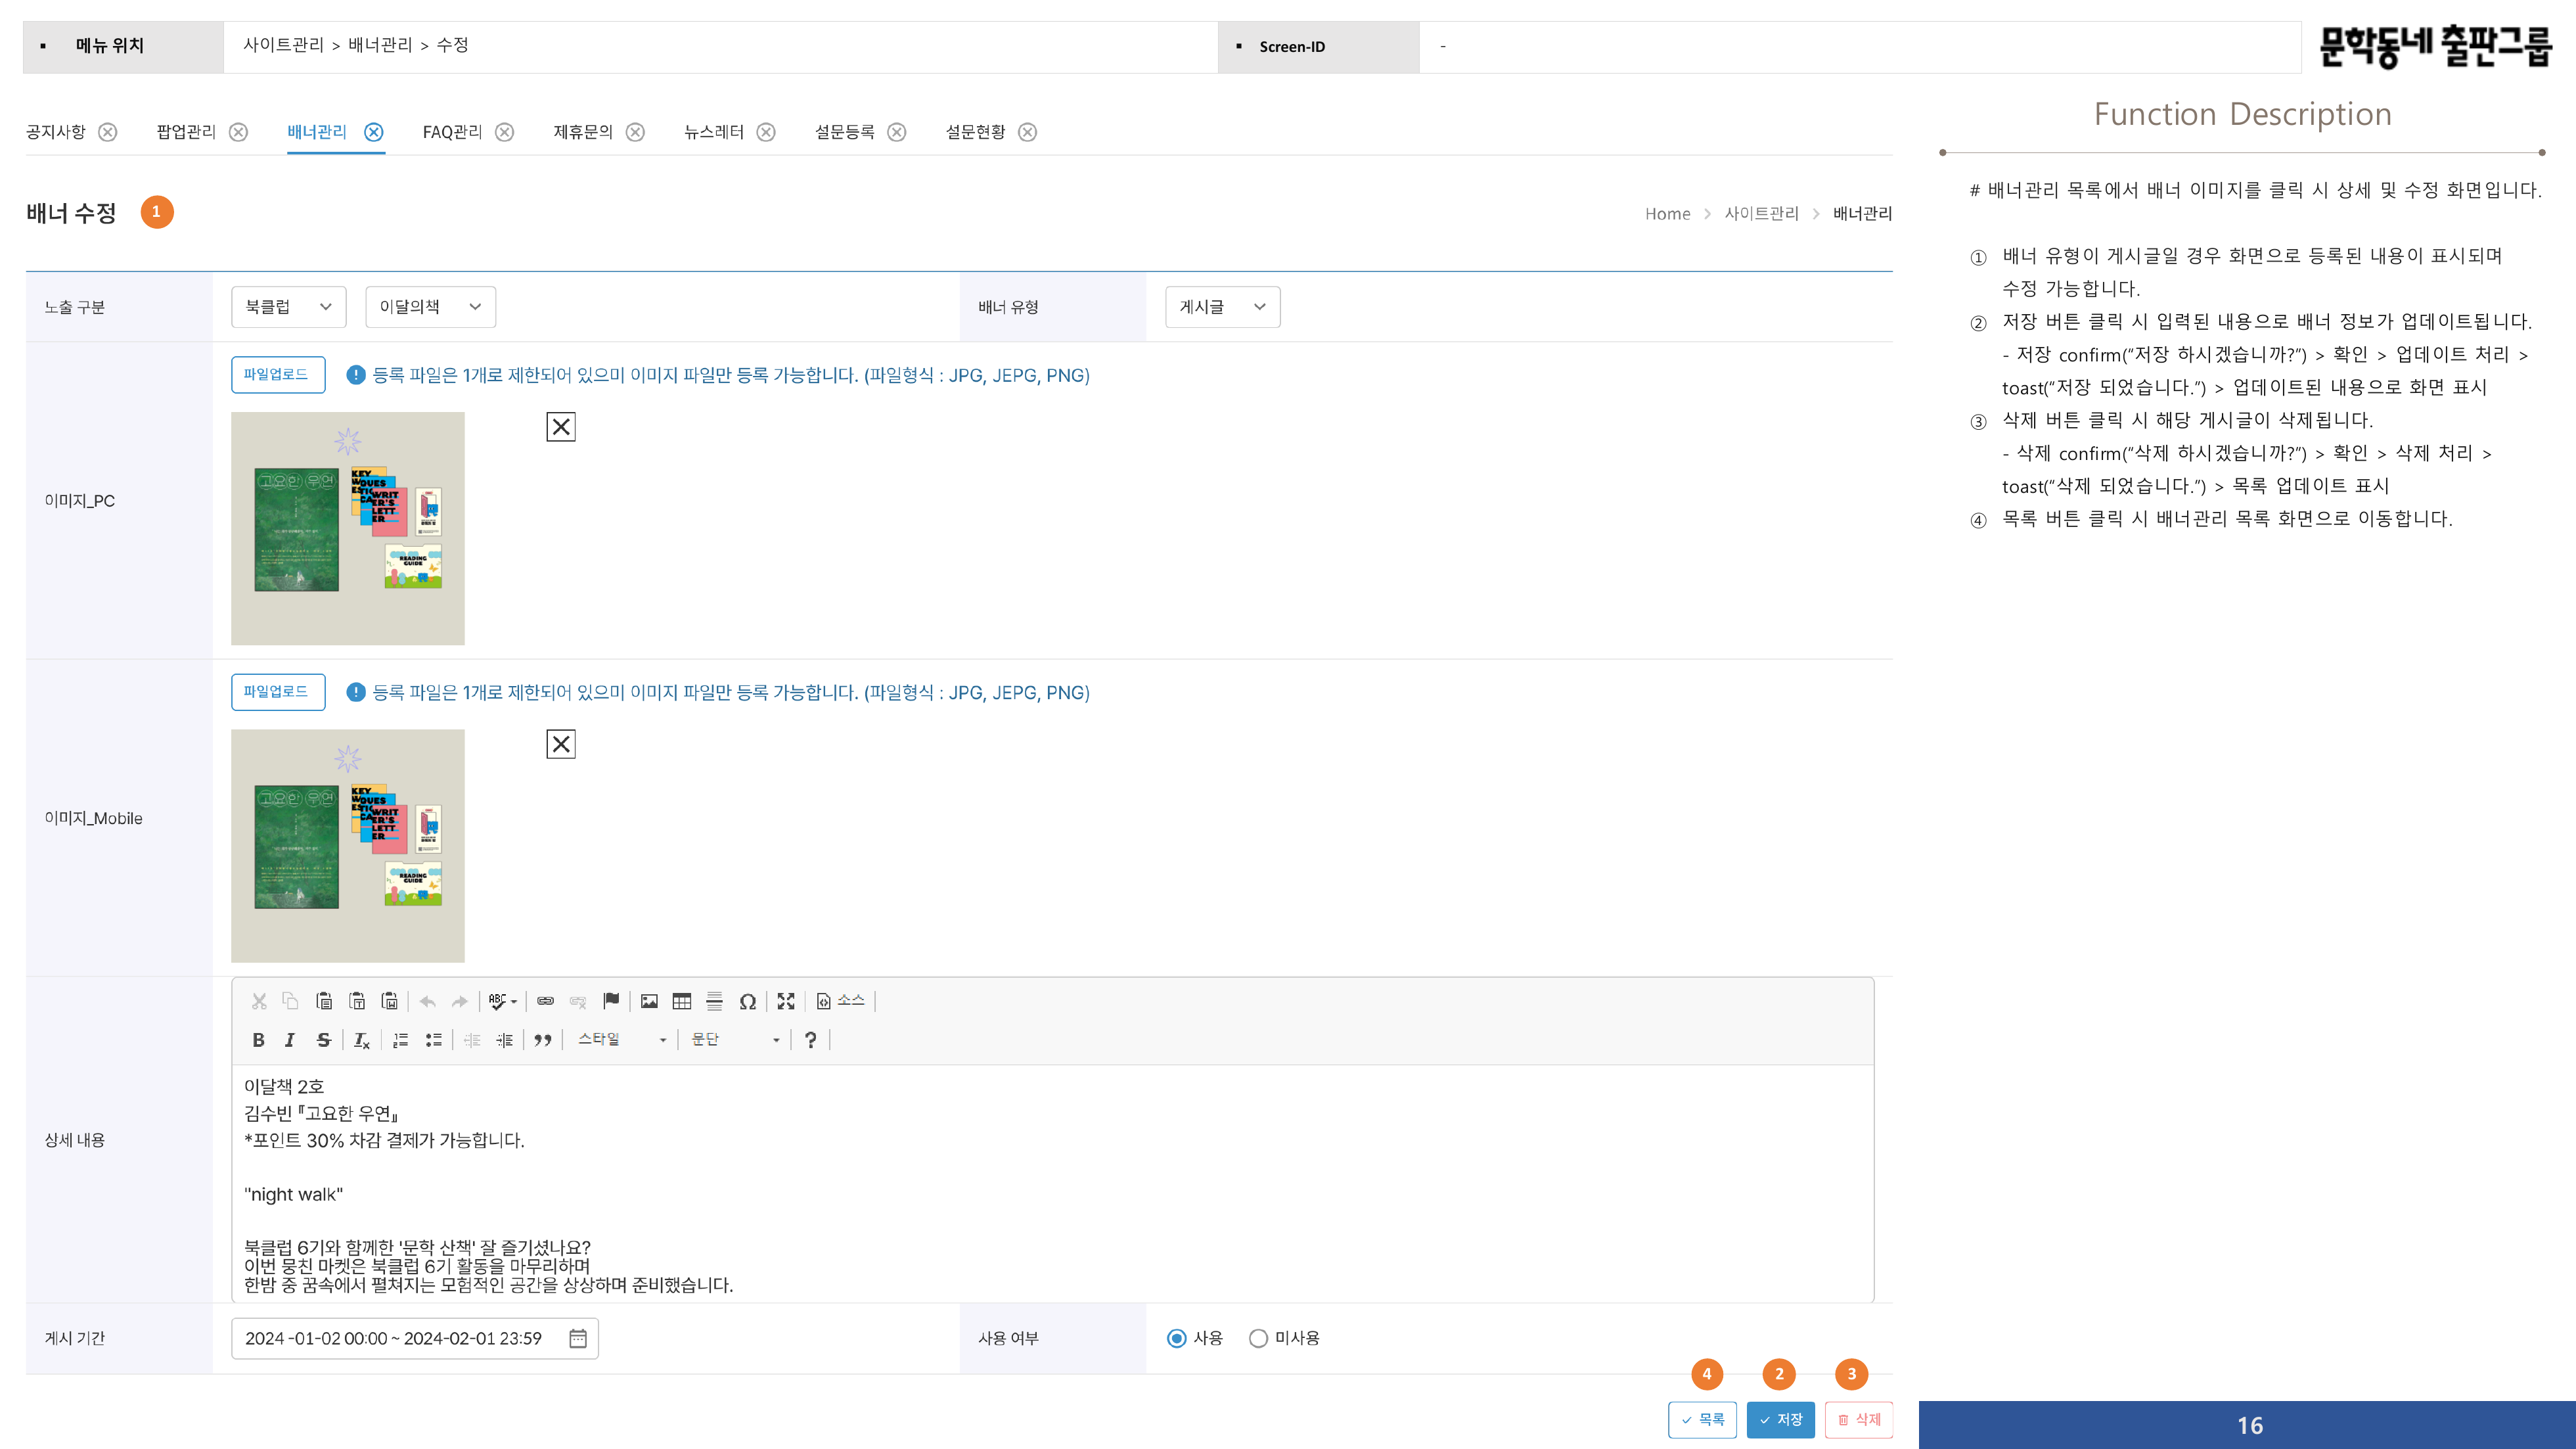 ▪ 메뉴 위치
사이트관리 > 배너관리 > 수정
▪ Screen-ID
-
문학동네 출판그룹
공지사항
팝업관리
배너관리
FAQ관리
제휴문의
뉴스레터
설문등록
설문현황
배너 수정 1
Home > 사이트관리 > 배너관리
노출 구분
북클럽
이달의책
배너 유형
게시글
이미지_PC
파일업로드
! 등록 파일은 1개로 제한되어 있으미 이미지 파일만 등록 가능합니다. (파일형식 : JPG, JEPG, PNG)
고요한 우연
READING
GUIDE
이미지_Mobile
파일업로드
! 등록 파일은 1개로 제한되어 있으미 이미지 파일만 등록 가능합니다. (파일형식 : JPG, JEPG, PNG)
고요한 우연
READING
GUIDE
상세 내용
ABC
Ω
소스
B I S Ix
스타일
문단
?
이달책 2호
김수빈 『고요한 우연』
*포인트 30% 차감 결제가 가능합니다.
"night walk"
북클럽 6기와 함께한 '문학 산책' 잘 즐기셨나요?
이번 뭉친 마켓은 북클럽 6기 활동을 마무리하며
한밤 중 꿈속에서 펼쳐지는 모험적인 공간을 상상하며 준비했습니다.
게시 기간
2024 -01-02 00:00 ~ 2024-02-01 23:59
사용 여부
사용
미사용
4 2 3
목록
저장
삭제
Function Description
# 배너관리 목록에서 배너 이미지를 클릭 시 상세 및 수정 화면입니다.
① 배너 유형이 게시글일 경우 화면으로 등록된 내용이 표시되며
수정 가능합니다.
② 저장 버튼 클릭 시 입력된 내용으로 배너 정보가 업데이트됩니다.
- 저장 confirm(“저장 하시겠습니까?”) > 확인 > 업데이트 처리 >
toast(“저장 되었습니다.”) > 업데이트된 내용으로 화면 표시
③ 삭제 버튼 클릭 시 해당 게시글이 삭제됩니다.
- 삭제 confirm(“삭제 하시겠습니까?”) > 확인 > 삭제 처리 >
toast(“삭제 되었습니다.”) > 목록 업데이트 표시
④ 목록 버튼 클릭 시 배너관리 목록 화면으로 이동합니다.
16